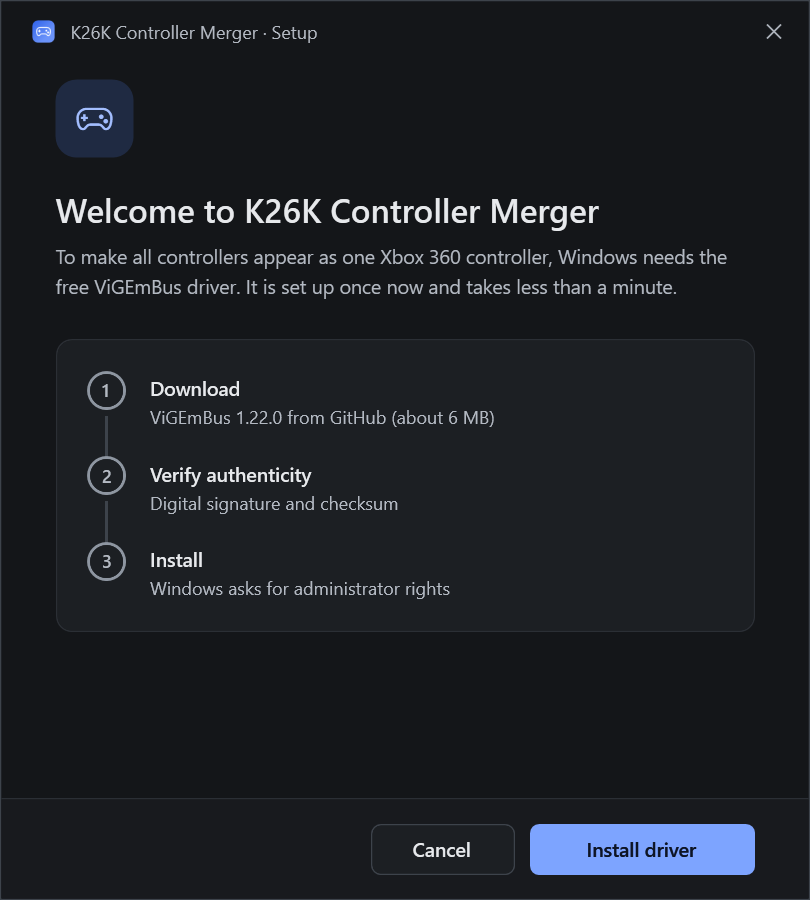 K26K Controller Merger · Setup
Welcome to K26K Controller Merger
To make all controllers appear as one Xbox 360 controller, Windows needs the
free ViGEmBus driver. It is set up once now and takes less than a minute.
1
Download
ViGEmBus 1.22.0 from GitHub (about 6 MB)
2
Verify authenticity
Digital signature and checksum
3
Install
Windows asks for administrator rights
Cancel
Install driver